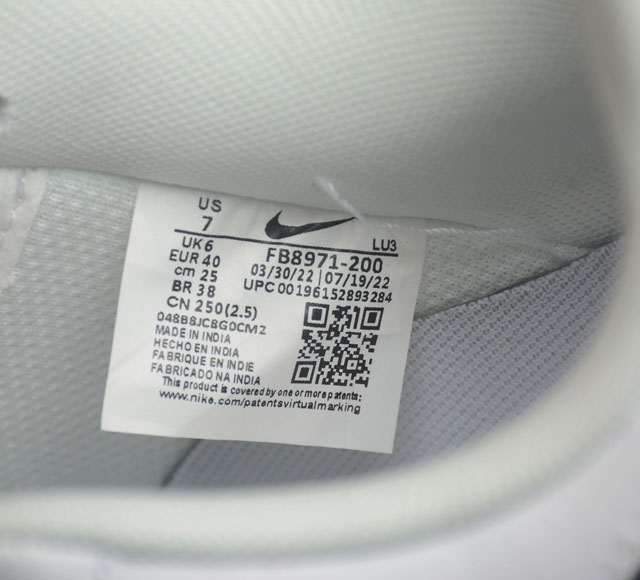 US
7
LU3
UK 6
FB8971-200
EUR 40
03/30/22 | 07/19/22
cm 25
UPC 00196152893284
BR 38
CN 250(2.5)
048B8JC8G0CM2
MADE IN INDIA
HECHO EN INDIA
FABRIQUE EN INDIE
FABRICADO NA INDIA
This product is covered by one or more patents:
www.nike.com/patentsvirtualmarking